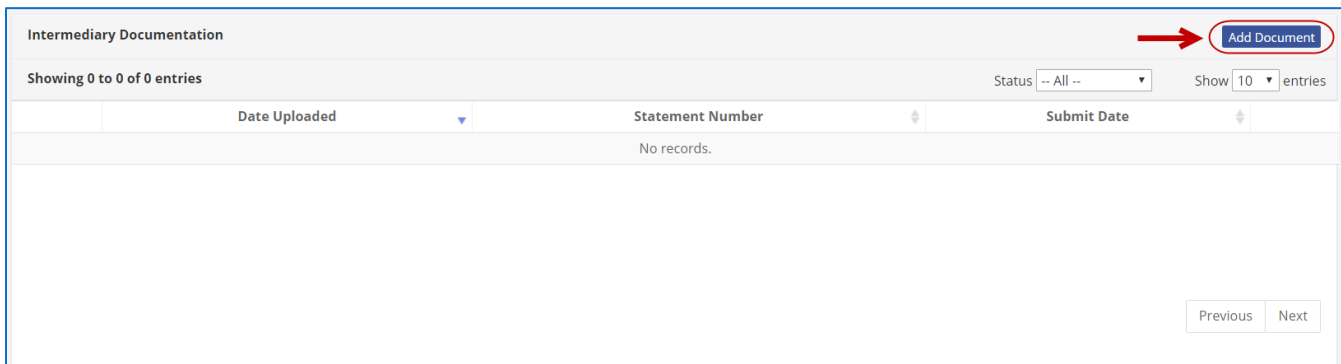 Intermediary Documentation Add Document
Showing 0 to 0 of 0 entries Status -- All -- Show 10 entries
Date Uploaded Statement Number Submit Date
No records.
Previous Next